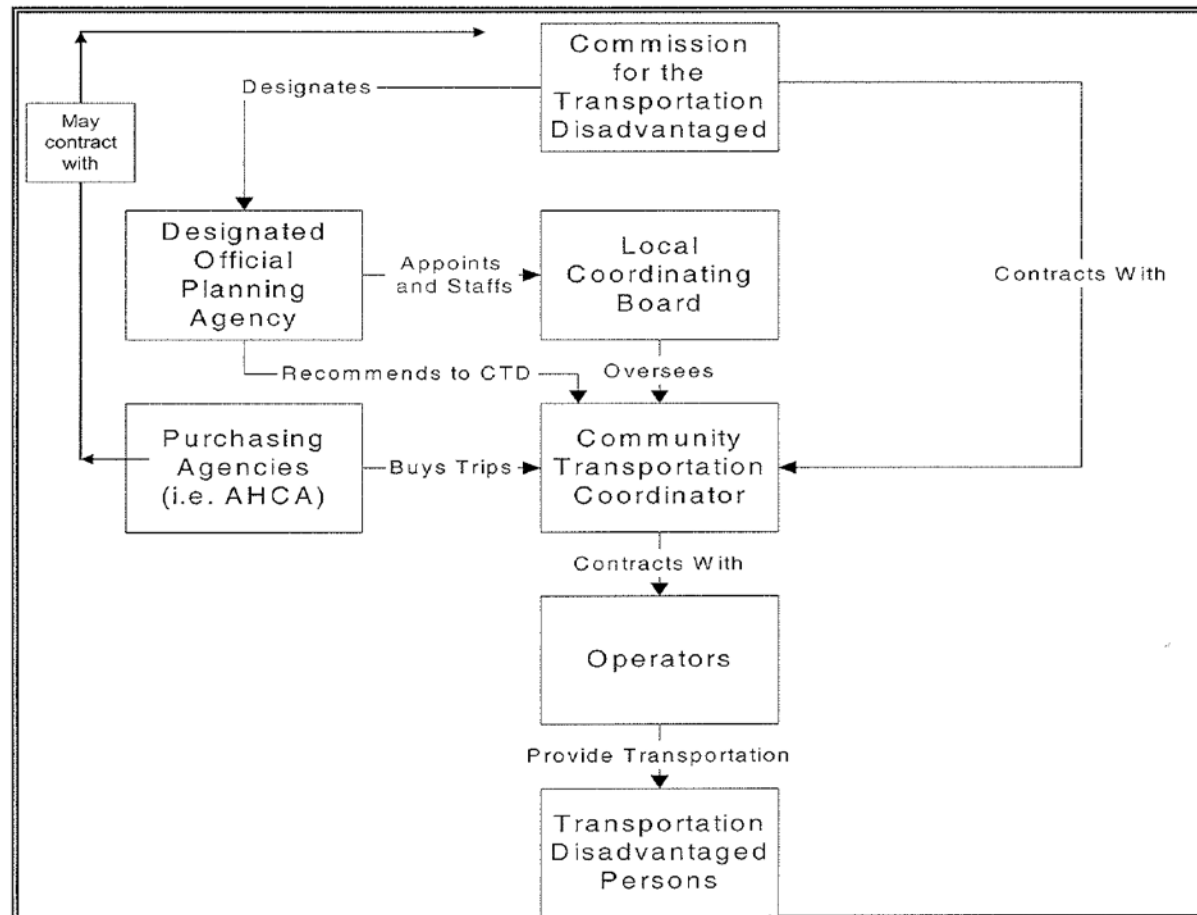 Commission
for the
Transportation
Disadvantaged
Designates
May
contract
with
Designated
Official
Planning
Agency
Appoints
and Staffs
Local
Coordinating
Board
Contracts With
Recommends to CTD
Oversees
Purchasing
Agencies
(i.e. AHCA)
Buys Trips
Community
Transportation
Coordinator
Contracts With
Operators
Provide Transportation
Transportation
Disadvantaged
Persons